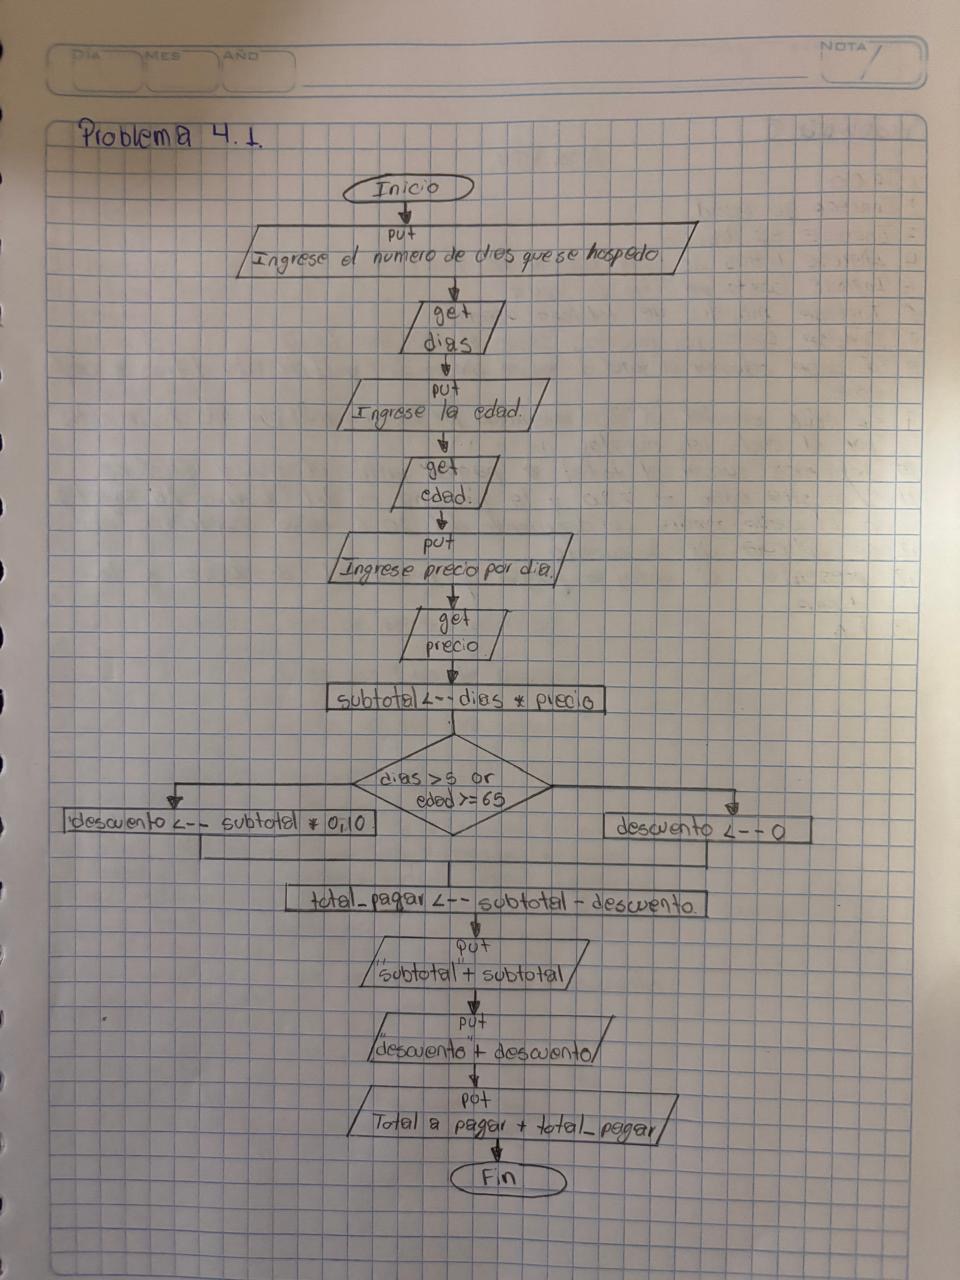 DÍA MES AÑO NOTA
Problema 4.1.
Inicio
put
Ingrese el numero de dies que se hospedo
get
dias
put
Ingrese la edad.
get
edad.
put
Ingrese precio por dia.
get
precio
subtotal <-- dias * precio
dias >5 or
edad >= 65
descuento <-- subtotal * 0,10
descuento <-- 0
total_pagar <-- subtotal - descuento.
put
"subtotal" + subtotal
put
"descuento" + descuento
put
Total a pagar + total_pagar
Fin